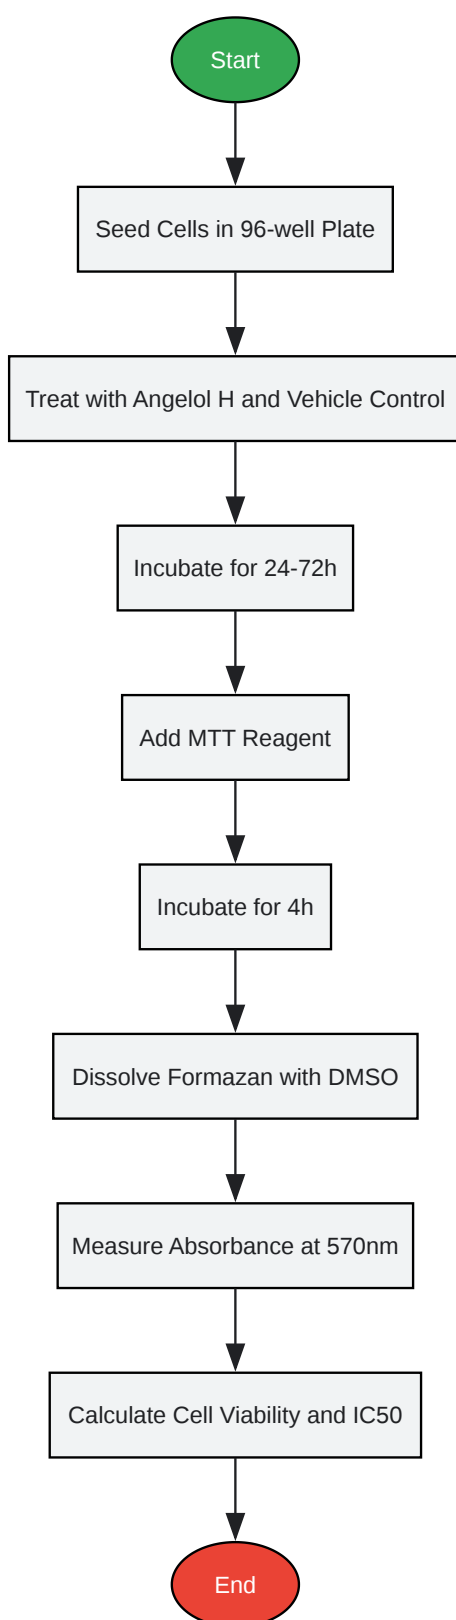 Start
Seed Cells in 96-well Plate
Treat with Angelol H and Vehicle Control
Incubate for 24-72h
Add MTT Reagent
Incubate for 4h
Dissolve Formazan with DMSO
Measure Absorbance at 570nm
Calculate Cell Viability and IC50
End